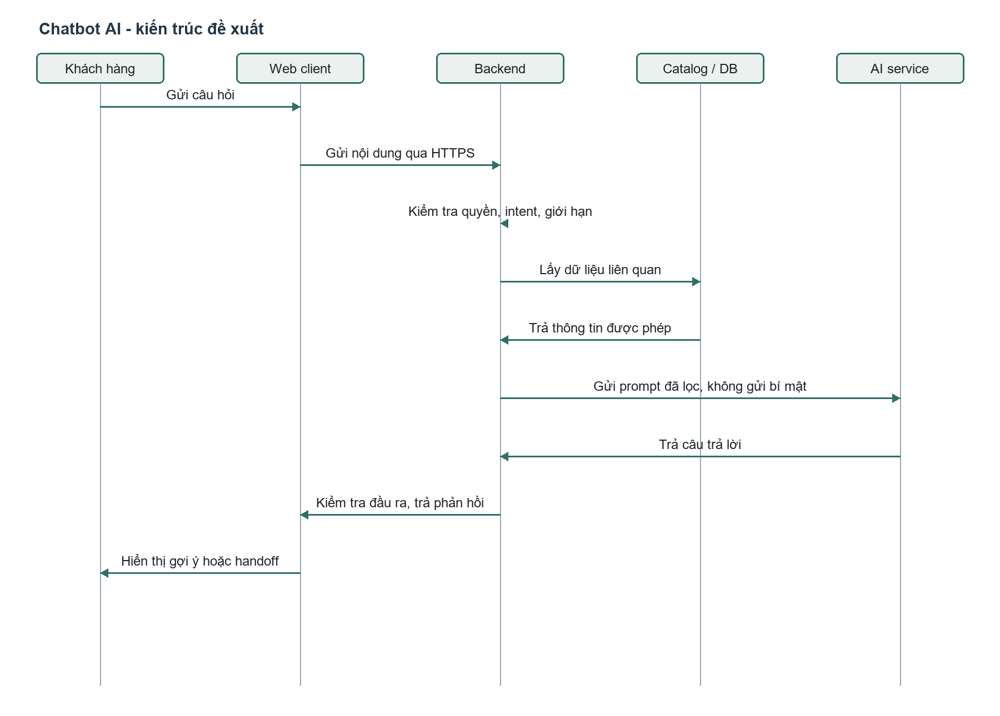 Chatbot AI - kiến trúc đề xuất
Khách hàng
Web client
Backend
Catalog / DB
AI service
Gửi câu hỏi
Gửi nội dung qua HTTPS
Kiểm tra quyền, intent, giới hạn
Lấy dữ liệu liên quan
Trả thông tin được phép
Gửi prompt đã lọc, không gửi bí mật
Trả câu trả lời
Kiểm tra đầu ra, trả phản hồi
Hiển thị gợi ý hoặc handoff